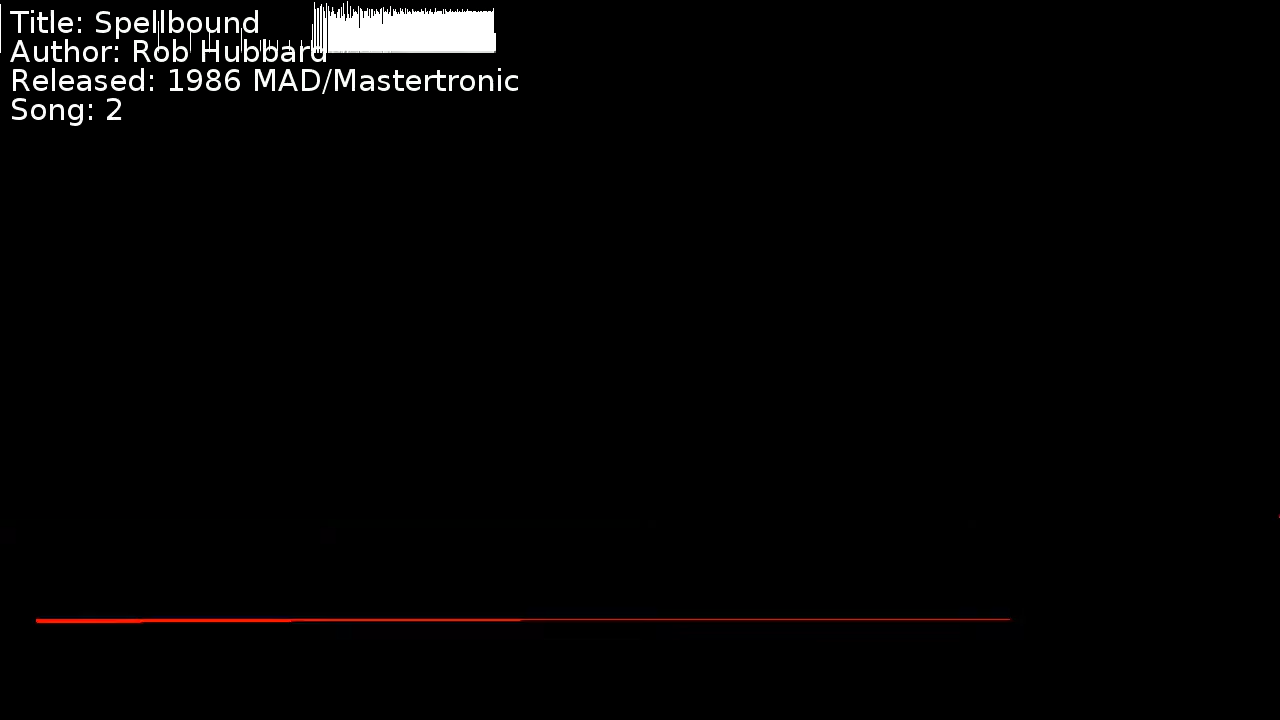 Title: Spellbound
Author: Rob Hubbard
Released: 1986 MAD/Mastertronic
Song: 2